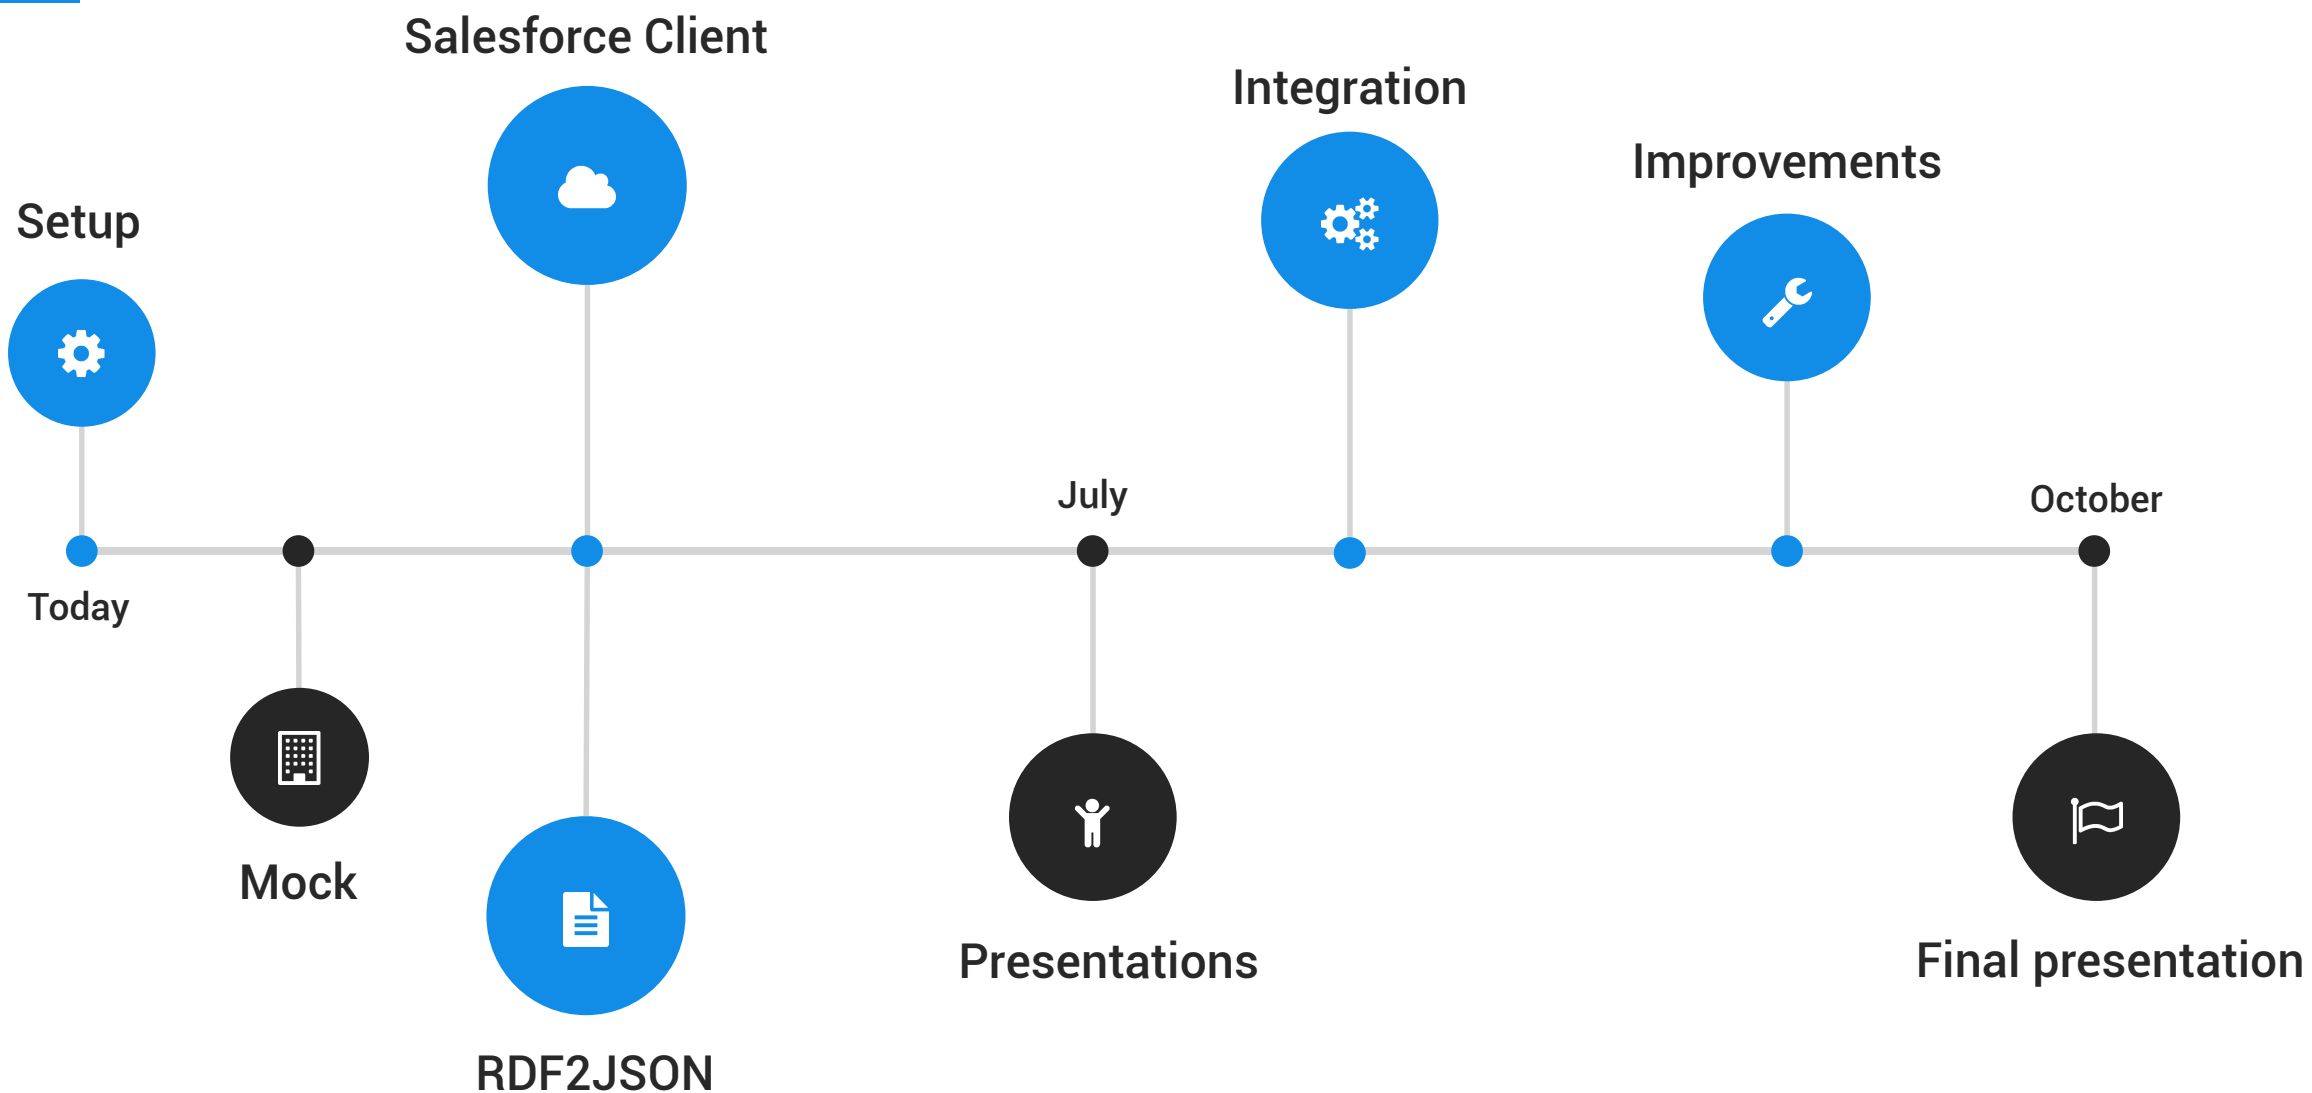 Salesforce Client
Integration
Improvements
Setup
July
October
Today
Mock
Presentations
Final presentation
RDF2JSON